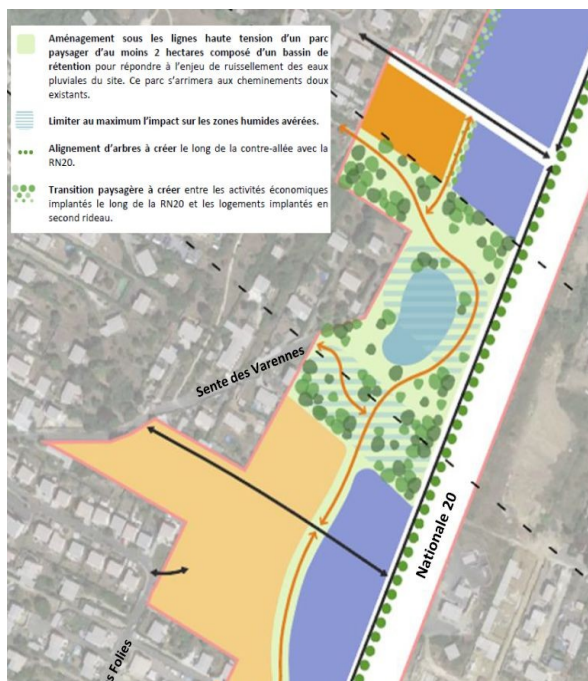 Aménagement sous les lignes haute tension d'un parc
paysager d'au moins 2 hectares composé d'un bassin de
rétention pour répondre à l'enjeu de ruissellement des eaux
pluviales du site. Ce parc s'arrimera aux cheminements doux
existants.
Limiter au maximum l'impact sur les zones humides avérées.
Alignement d'arbres à créer le long de la contre-allée avec la
RN20.
Transition paysagère à créer entre les activités économiques
implantés le long de la RN20 et les logements implantés en
second rideau.
Sente des Varennes
Nationale 20
s Folies